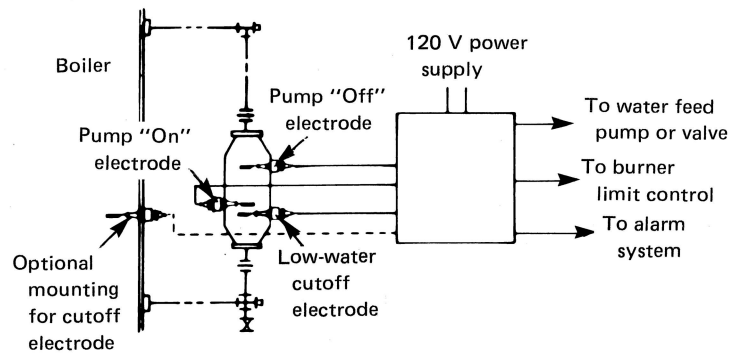 120 V power
supply
Boiler
Pump "Off"
electrode
Pump "On"
electrode
To water feed
pump or valve
To burner
limit control
To alarm
system
Optional
mounting
for cutoff
electrode
Low-water
cutoff
electrode